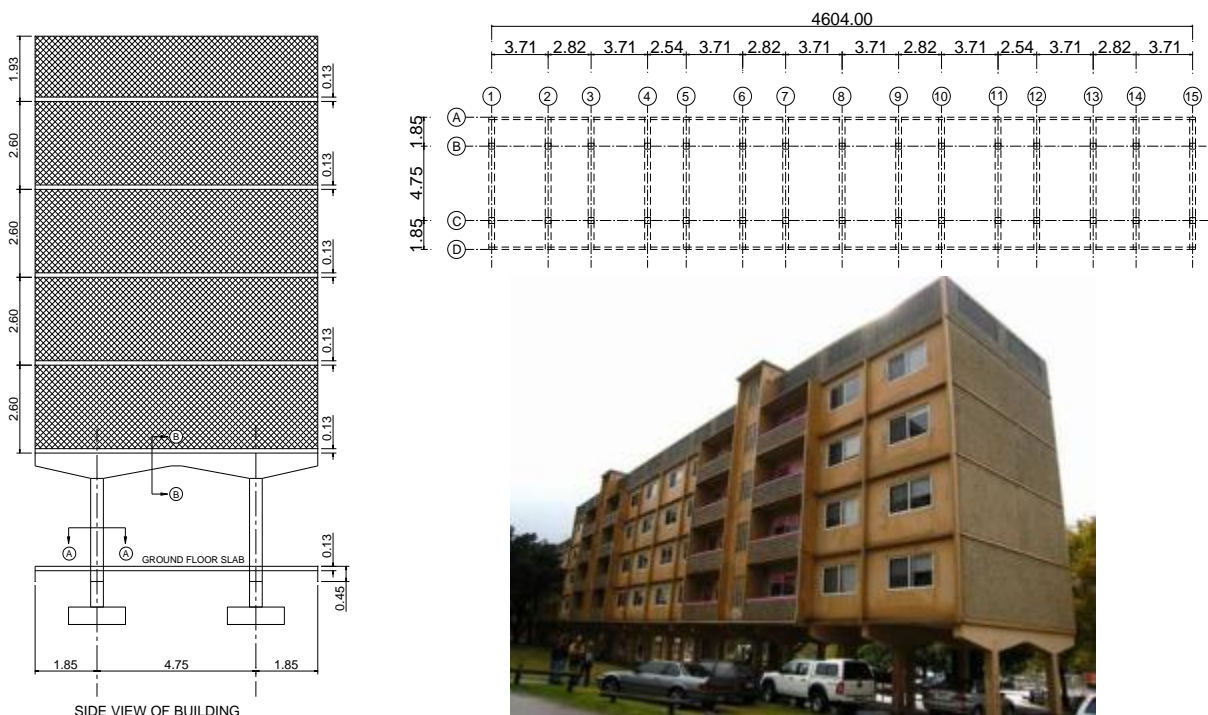 4604.00
3.71 2.82 3.71 2.54 3.71 2.82 3.71 3.71 2.82 3.71 2.54 3.71 2.82 3.71
1 2 3 4 5 6 7 8 9 10 11 12 13 14 15
A
B
C
D
1.85
4.75
1.85
1.93
2.60
2.60
2.60
2.60
0.13
0.13
0.13
0.13
0.13
B
B
A A
GROUND FLOOR SLAB
0.13
0.45
1.85 4.75 1.85
SIDE VIEW OF BUILDING